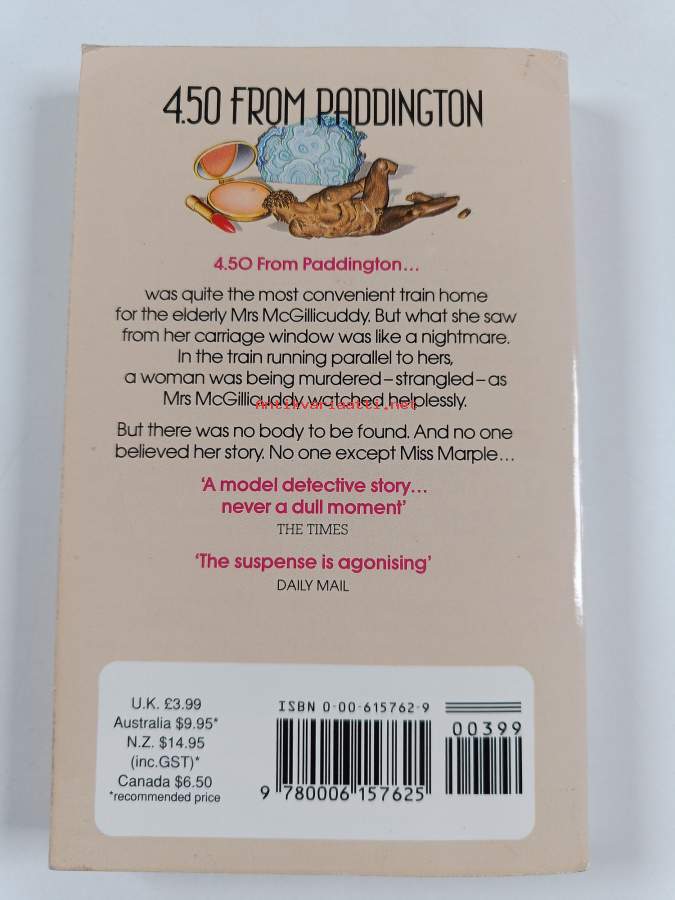 4.50 FROM PADDINGTON
4.50 From Paddington...
was quite the most convenient train home
for the elderly Mrs McGillicuddy. But what she saw
from her carriage window was like a nightmare.
In the train running parallel to hers,
a woman was being murdered – strangled – as
Mrs McGillicuddy watched helplessly.
Antikvariaatti.net
But there was no body to be found. And no one
believed her story. No one except Miss Marple...
'A model detective story...
never a dull moment'
THE TIMES
'The suspense is agonising'
DAILY MAIL
U.K. £3.99
Australia $9.95*
N.Z. $14.95
(inc.GST)*
Canada $6.50
*recommended price
ISBN 0-00-615762-9
00399
9 780006 157625